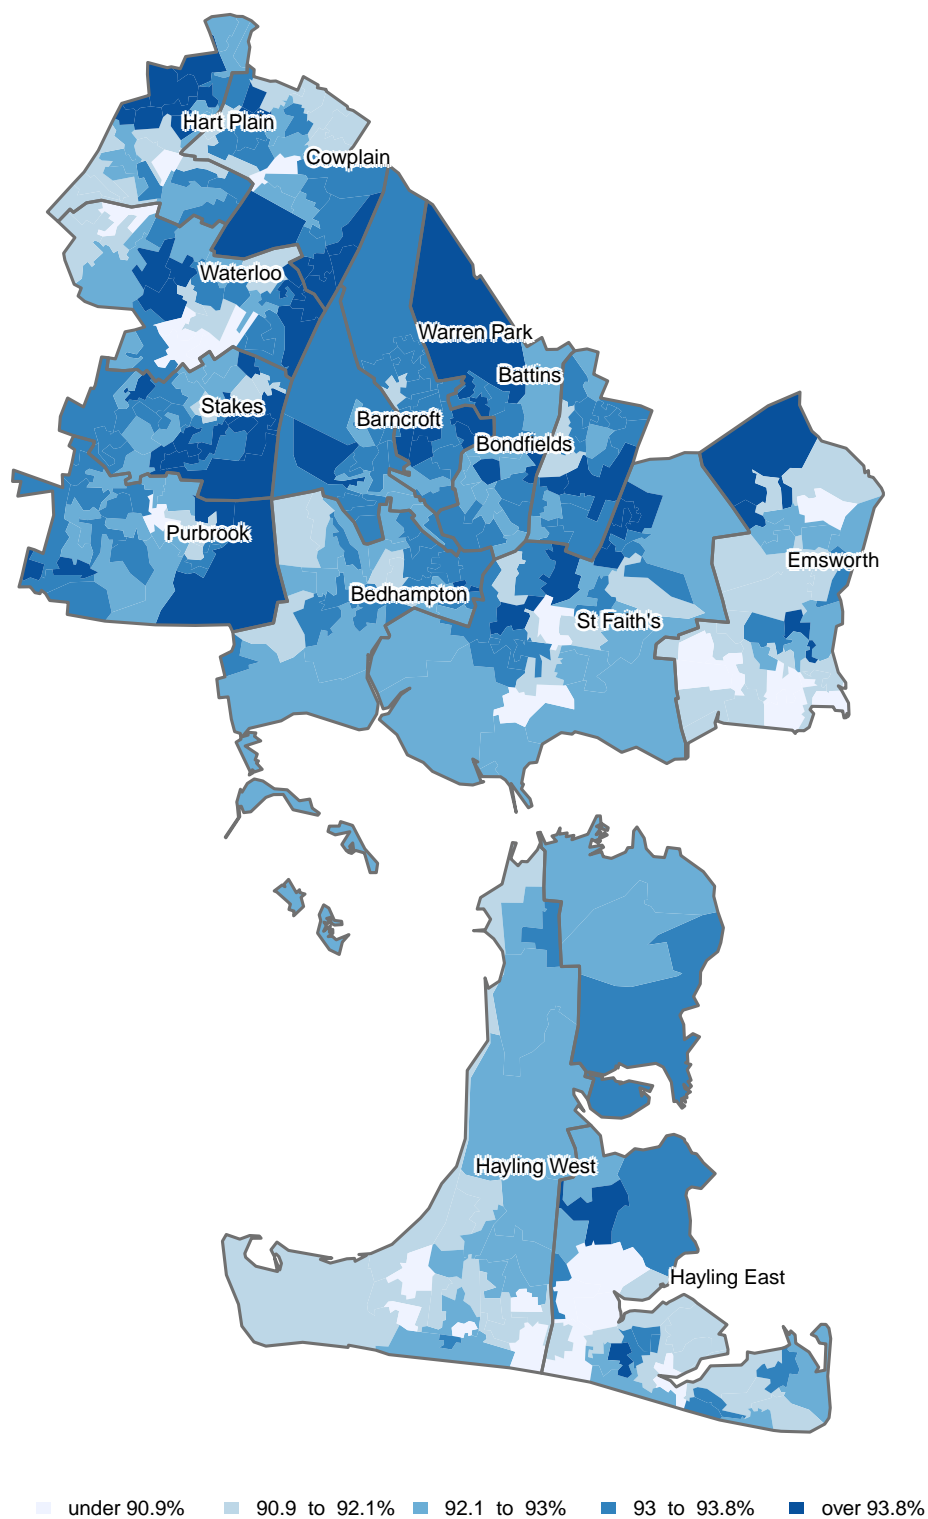 Hart Plain
Cowplain
Waterloo
Warren Park
Battins
Stakes
Barncroft
Bondfields
Purbrook
Emsworth
Bedhampton
St Faith's
Hayling West
Hayling East
under 90.9% 90.9 to 92.1% 92.1 to 93% 93 to 93.8% over 93.8%